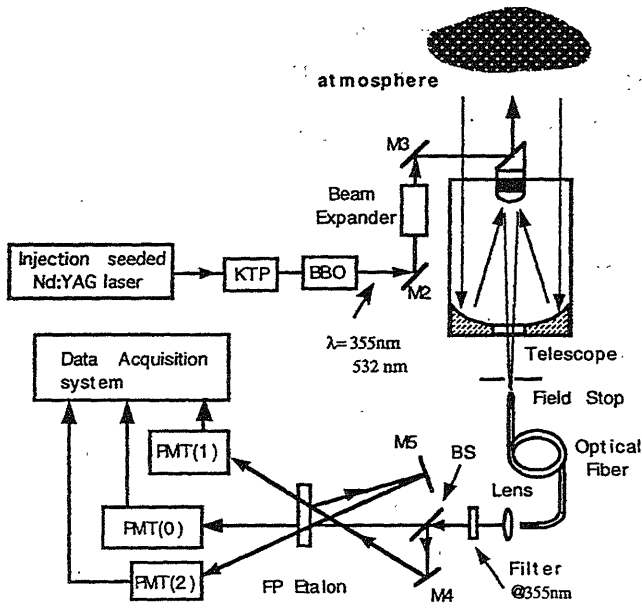 atmosphere
M3
Beam
Expander
Injection seeded
Nd:YAG laser
KTP
BBO
M2
λ=355nm
532 nm
Telescope
Field Stop
Data Acquisition
system
Optical
Fiber
M5
BS
PMT(1)
Lens
PMT(0)
PMT(2)
FP Etalon
M4
Filter
@355nm